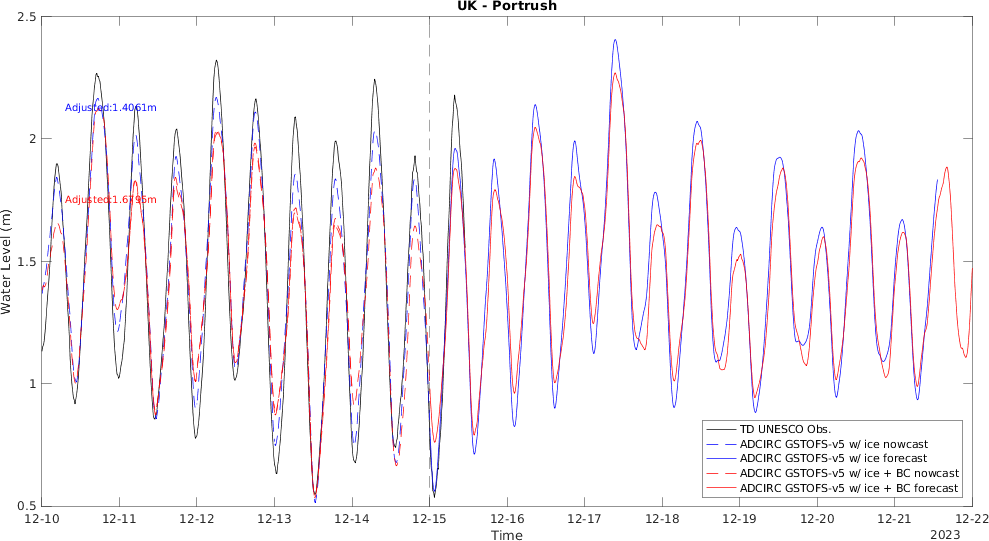 UK - Portrush
2.5
2
1.5
1
0.5
Water Level (m)
Adjusted:1.4061m
Adjusted:1.6795m
TD UNESCO Obs.
ADCIRC GSTOFS-v5 w/ ice nowcast
ADCIRC GSTOFS-v5 w/ ice forecast
ADCIRC GSTOFS-v5 w/ ice + BC nowcast
ADCIRC GSTOFS-v5 w/ ice + BC forecast
12-10 12-11 12-12 12-13 12-14 12-15 12-16 12-17 12-18 12-19 12-20 12-21 12-22
Time
2023